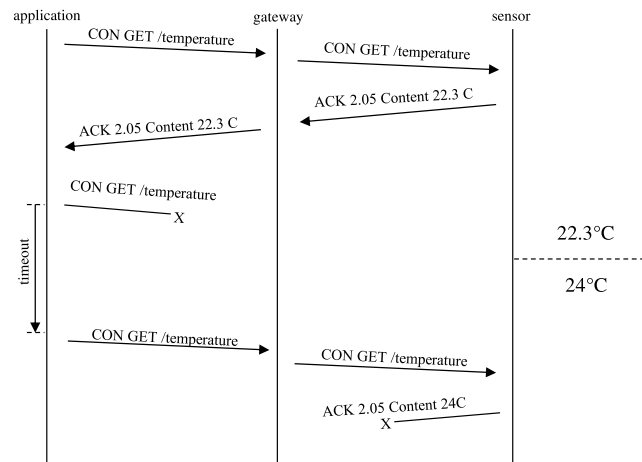 application gateway sensor
CON GET /temperature
CON GET /temperature
ACK 2.05 Content 22.3 C
ACK 2.05 Content 22.3 C
CON GET /temperature
X
timeout
22.3°C
24°C
CON GET /temperature
CON GET /temperature
ACK 2.05 Content 24C
X